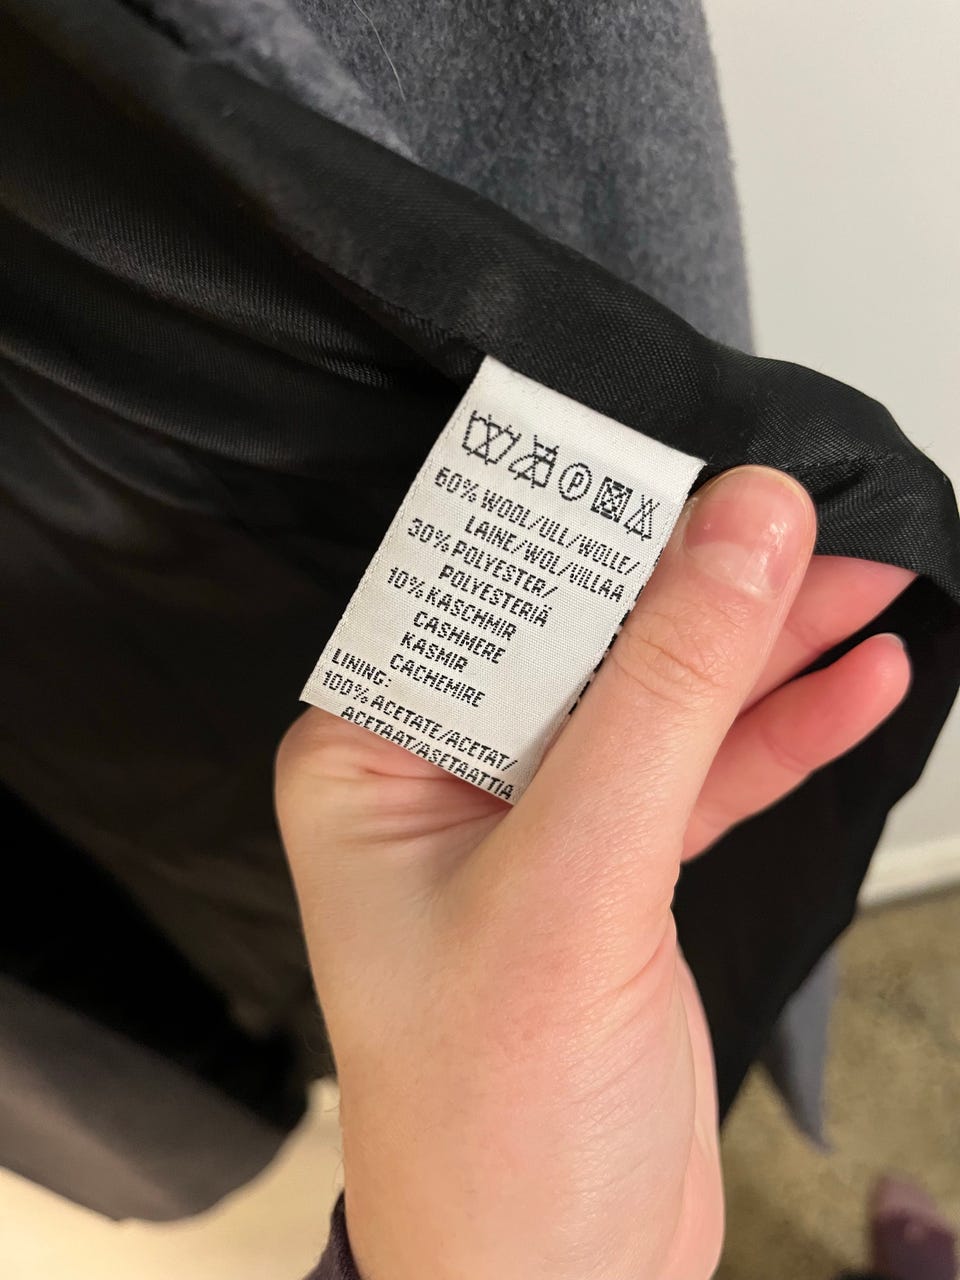 P
60% WOOL/ULL/WOLLE/
LAINE/WOL/VILLAA
30% POLYESTER/
POLYESTERIÄ
10% KASCHMIR
CASHMERE
KASMIR
CACHEMIRE
LINING:
100% ACETATE/ACETAT/
ACETAAT/ASETAATTIA